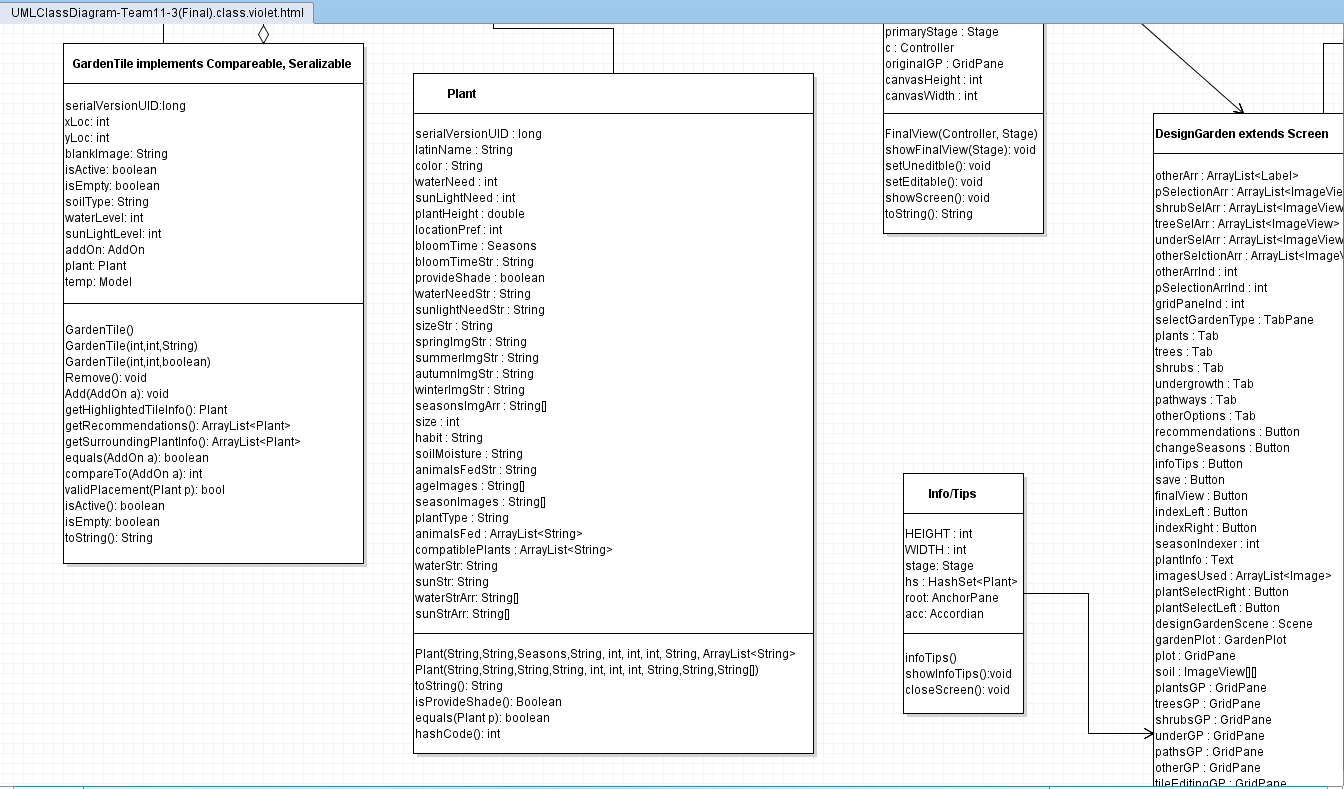 UMLClassDiagram-Team11-3(Final).class.violet.html
GardenTile implements Compareable, Seralizable
serialVersionUID:long
xLoc: int
yLoc: int
blankImage: String
isActive: boolean
isEmpty: boolean
soilType: String
waterLevel: int
sunLightLevel: int
addOn: AddOn
plant: Plant
temp: Model
GardenTile()
GardenTile(int,int,String)
GardenTile(int,int,boolean)
Remove(): void
Add(AddOn a): void
getHighlightedTileInfo(): Plant
getRecommendations(): ArrayList<Plant>
getSurroundingPlantInfo(): ArrayList<Plant>
equals(AddOn a): boolean
compareTo(AddOn a): int
validPlacement(Plant p): bool
isActive(): boolean
isEmpty: boolean
toString(): String
Plant
serialVersionUID : long
latinName : String
color : String
waterNeed : int
sunLightNeed : int
plantHeight : double
locationPref : int
bloomTime : Seasons
bloomTimeStr : String
provideShade : boolean
waterNeedStr : String
sunlightNeedStr : String
sizeStr : String
springImgStr : String
summerImgStr : String
autumnImgStr : String
winterImgStr : String
seasonsImgArr : String[]
size : int
habit : String
soilMoisture : String
animalsFedStr : String
ageImages : String[]
seasonImages : String[]
plantType : String
animalsFed : ArrayList<String>
compatiblePlants : ArrayList<String>
waterStr: String
sunStr: String
waterStrArr: String[]
sunStrArr: String[]
Plant(String,String,Seasons,String, int, int, int, String, ArrayList<String>
Plant(String,String,String,String, int, int, int, String,String,String[])
toString(): String
isProvideShade(): Boolean
equals(Plant p): boolean
hashCode(): int
primaryStage : Stage
c : Controller
originalGP : GridPane
canvasHeight : int
canvasWidth : int
FinalView(Controller, Stage)
showFinalView(Stage): void
setUneditble(): void
setEditable(): void
showScreen(): void
toString(): String
Info/Tips
HEIGHT : int
WIDTH : int
stage: Stage
hs : HashSet<Plant>
root: AnchorPane
acc: Accordian
infoTips()
showInfoTips():void
closeScreen(): void
DesignGarden extends Screen
otherArr : ArrayList<Label>
pSelectionArr : ArrayList<ImageVie
shrubSelArr : ArrayList<ImageView
treeSelArr : ArrayList<ImageView>
underSelArr : ArrayList<ImageView
otherSelctionArr : ArrayList<Image
otherArrInd : int
pSelectionArrInd : int
gridPaneInd : int
selectGardenType : TabPane
plants : Tab
trees : Tab
shrubs : Tab
undergrowth : Tab
pathways : Tab
otherOptions : Tab
recommendations : Button
changeSeasons : Button
infoTips : Button
save : Button
finalView : Button
indexLeft : Button
indexRight : Button
seasonIndexer : int
plantInfo : Text
imagesUsed : ArrayList<Image>
plantSelectRight : Button
plantSelectLeft : Button
designGardenScene : Scene
gardenPlot : GardenPlot
plot : GridPane
soil : ImageView[][]
plantsGP : GridPane
treesGP : GridPane
shrubsGP : GridPane
underGP : GridPane
pathsGP : GridPane
otherGP : GridPane
tileEditingGP : GridPane